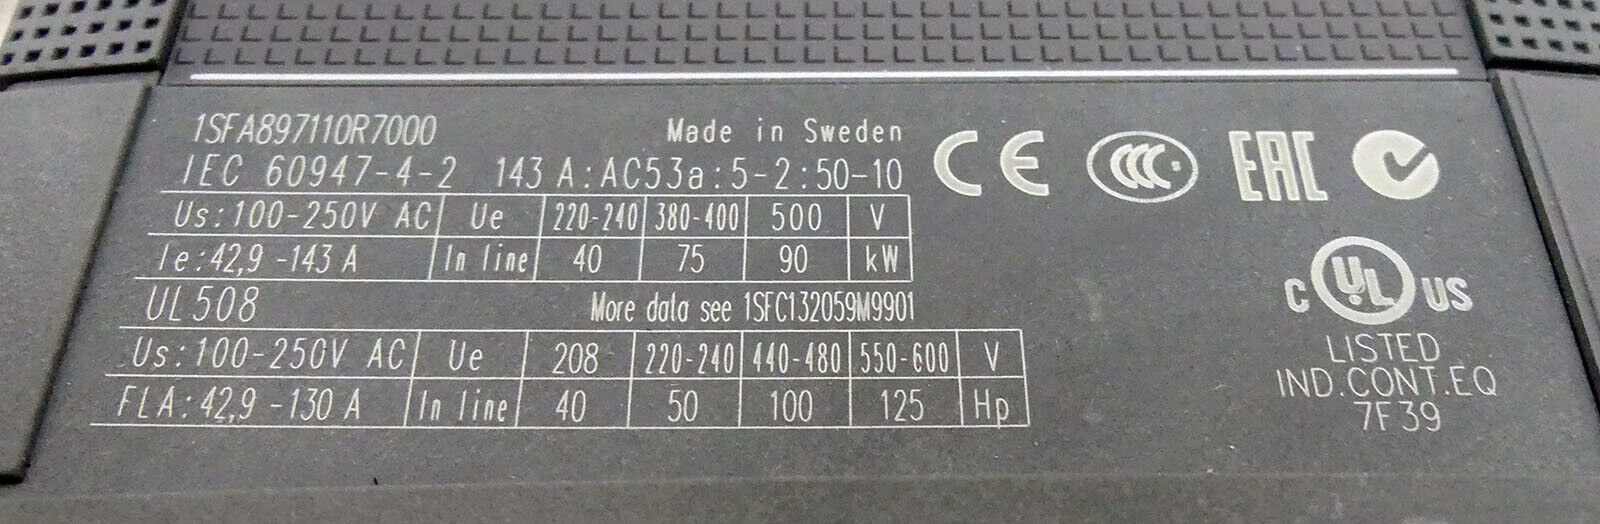 1SFA897110R7000 Made in Sweden
IEC 60947-4-2 143 A:AC53a:5-2:50-10
Us:100-250V AC Ue 220-240 380-400 500 V
Ie:42,9 -143 A In line 40 75 90 kW
UL508 More data see 1SFC132059M9901
Us:100-250V AC Ue 208 220-240 440-480 550-600 V
FLA:42,9 -130 A In line 40 50 100 125 Hp
CE CCC EAC
C UL US
LISTED
IND.CONT.EQ
7F39